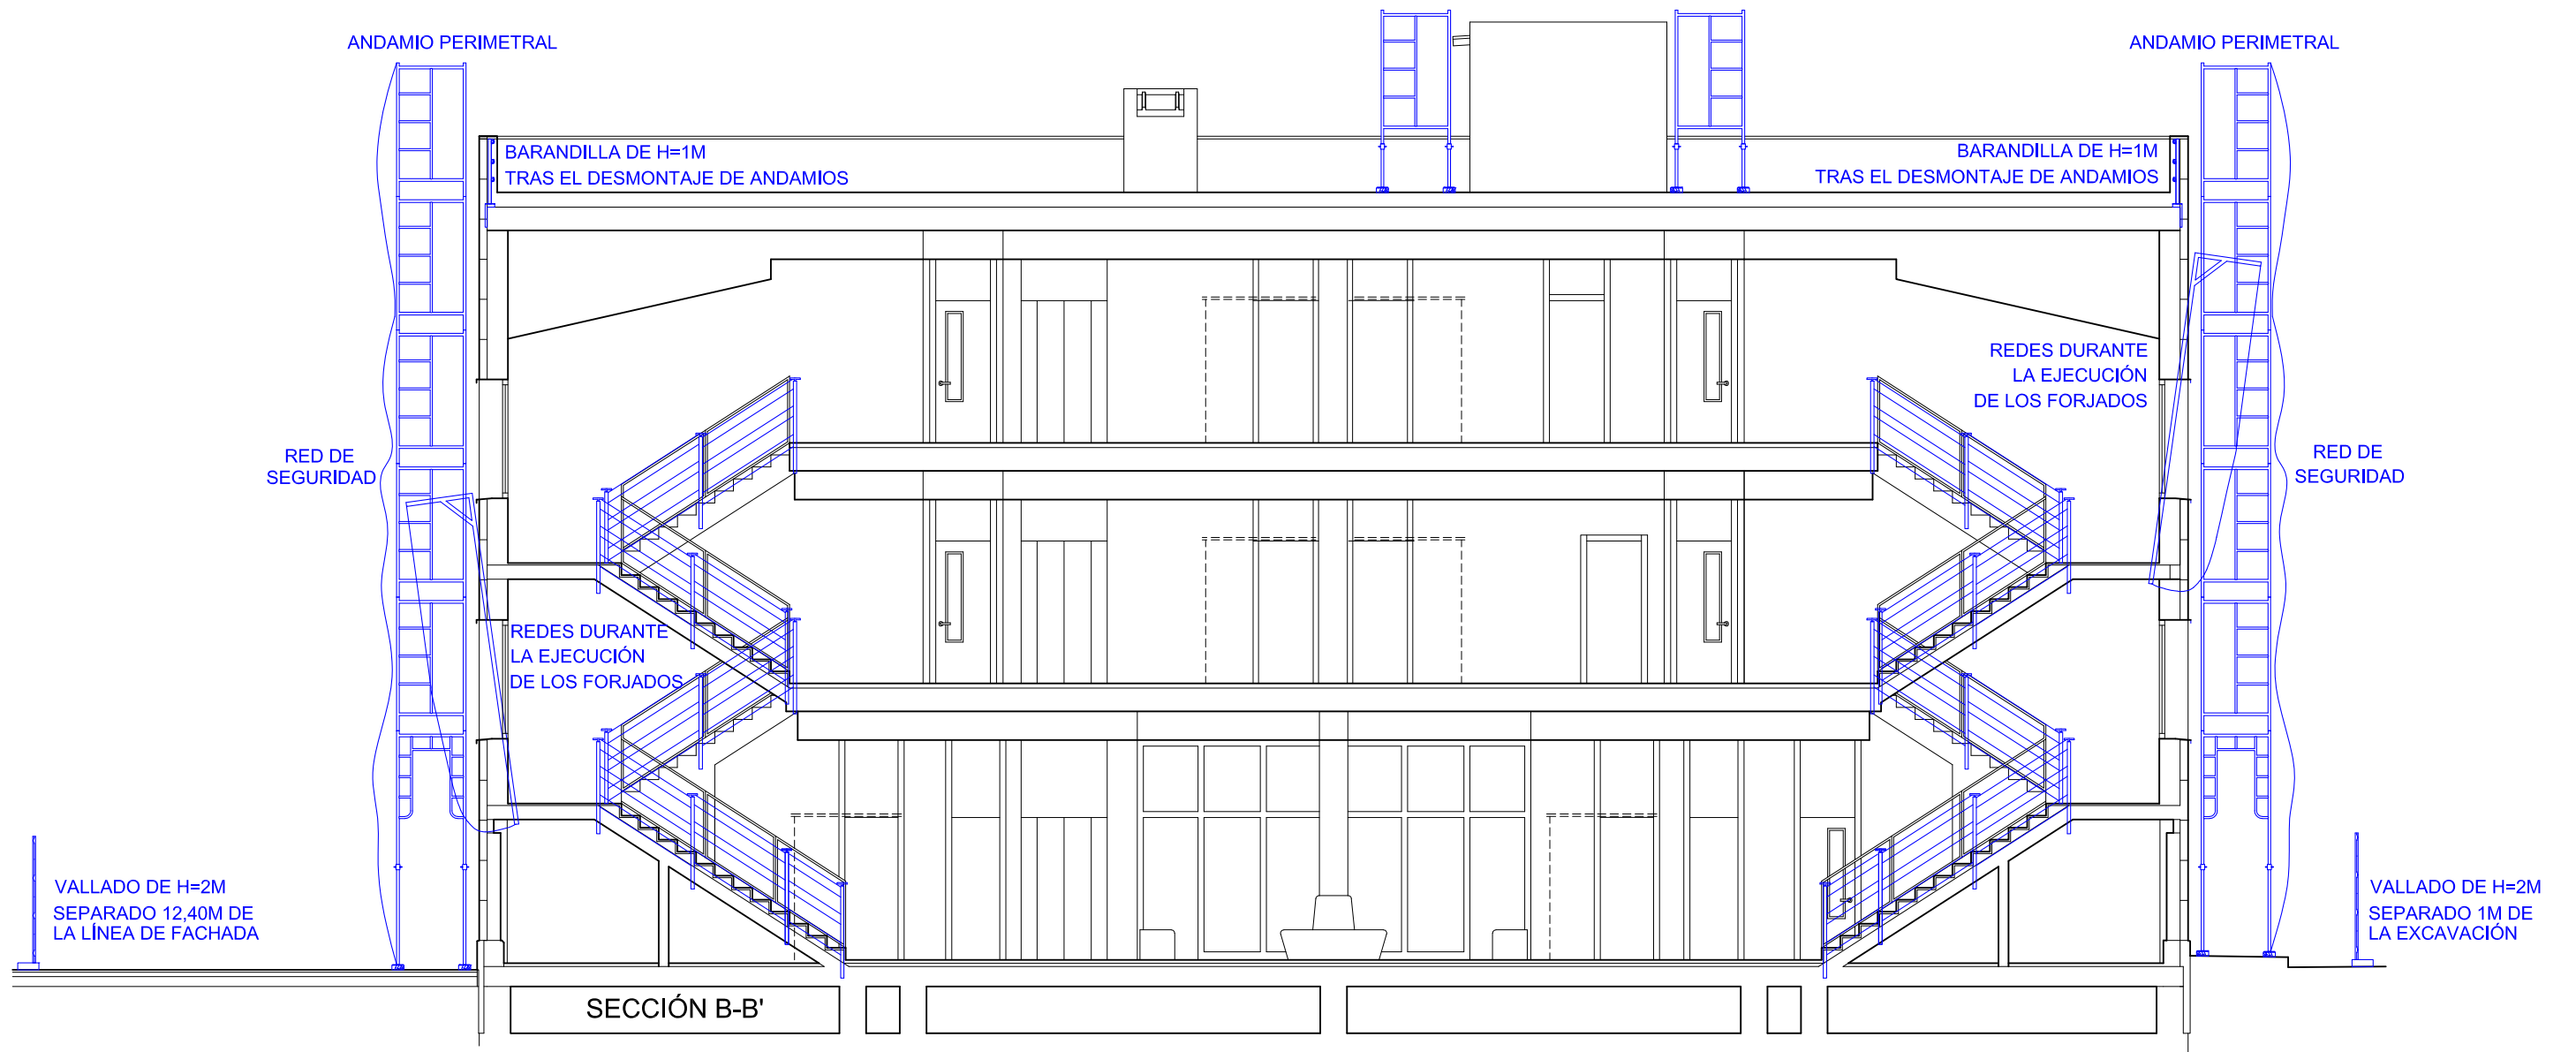 ANDAMIO PERIMETRAL
ANDAMIO PERIMETRAL
BARANDILLA DE H=1M
TRAS EL DESMONTAJE DE ANDAMIOS
BARANDILLA DE H=1M
TRAS EL DESMONTAJE DE ANDAMIOS
REDES DURANTE
LA EJECUCIÓN
DE LOS FORJADOS
RED DE
SEGURIDAD
RED DE
SEGURIDAD
REDES DURANTE
LA EJECUCIÓN
DE LOS FORJADOS
VALLADO DE H=2M
SEPARADO 12,40M DE
LA LÍNEA DE FACHADA
VALLADO DE H=2M
SEPARADO 1M DE
LA EXCAVACIÓN
SECCIÓN B-B'